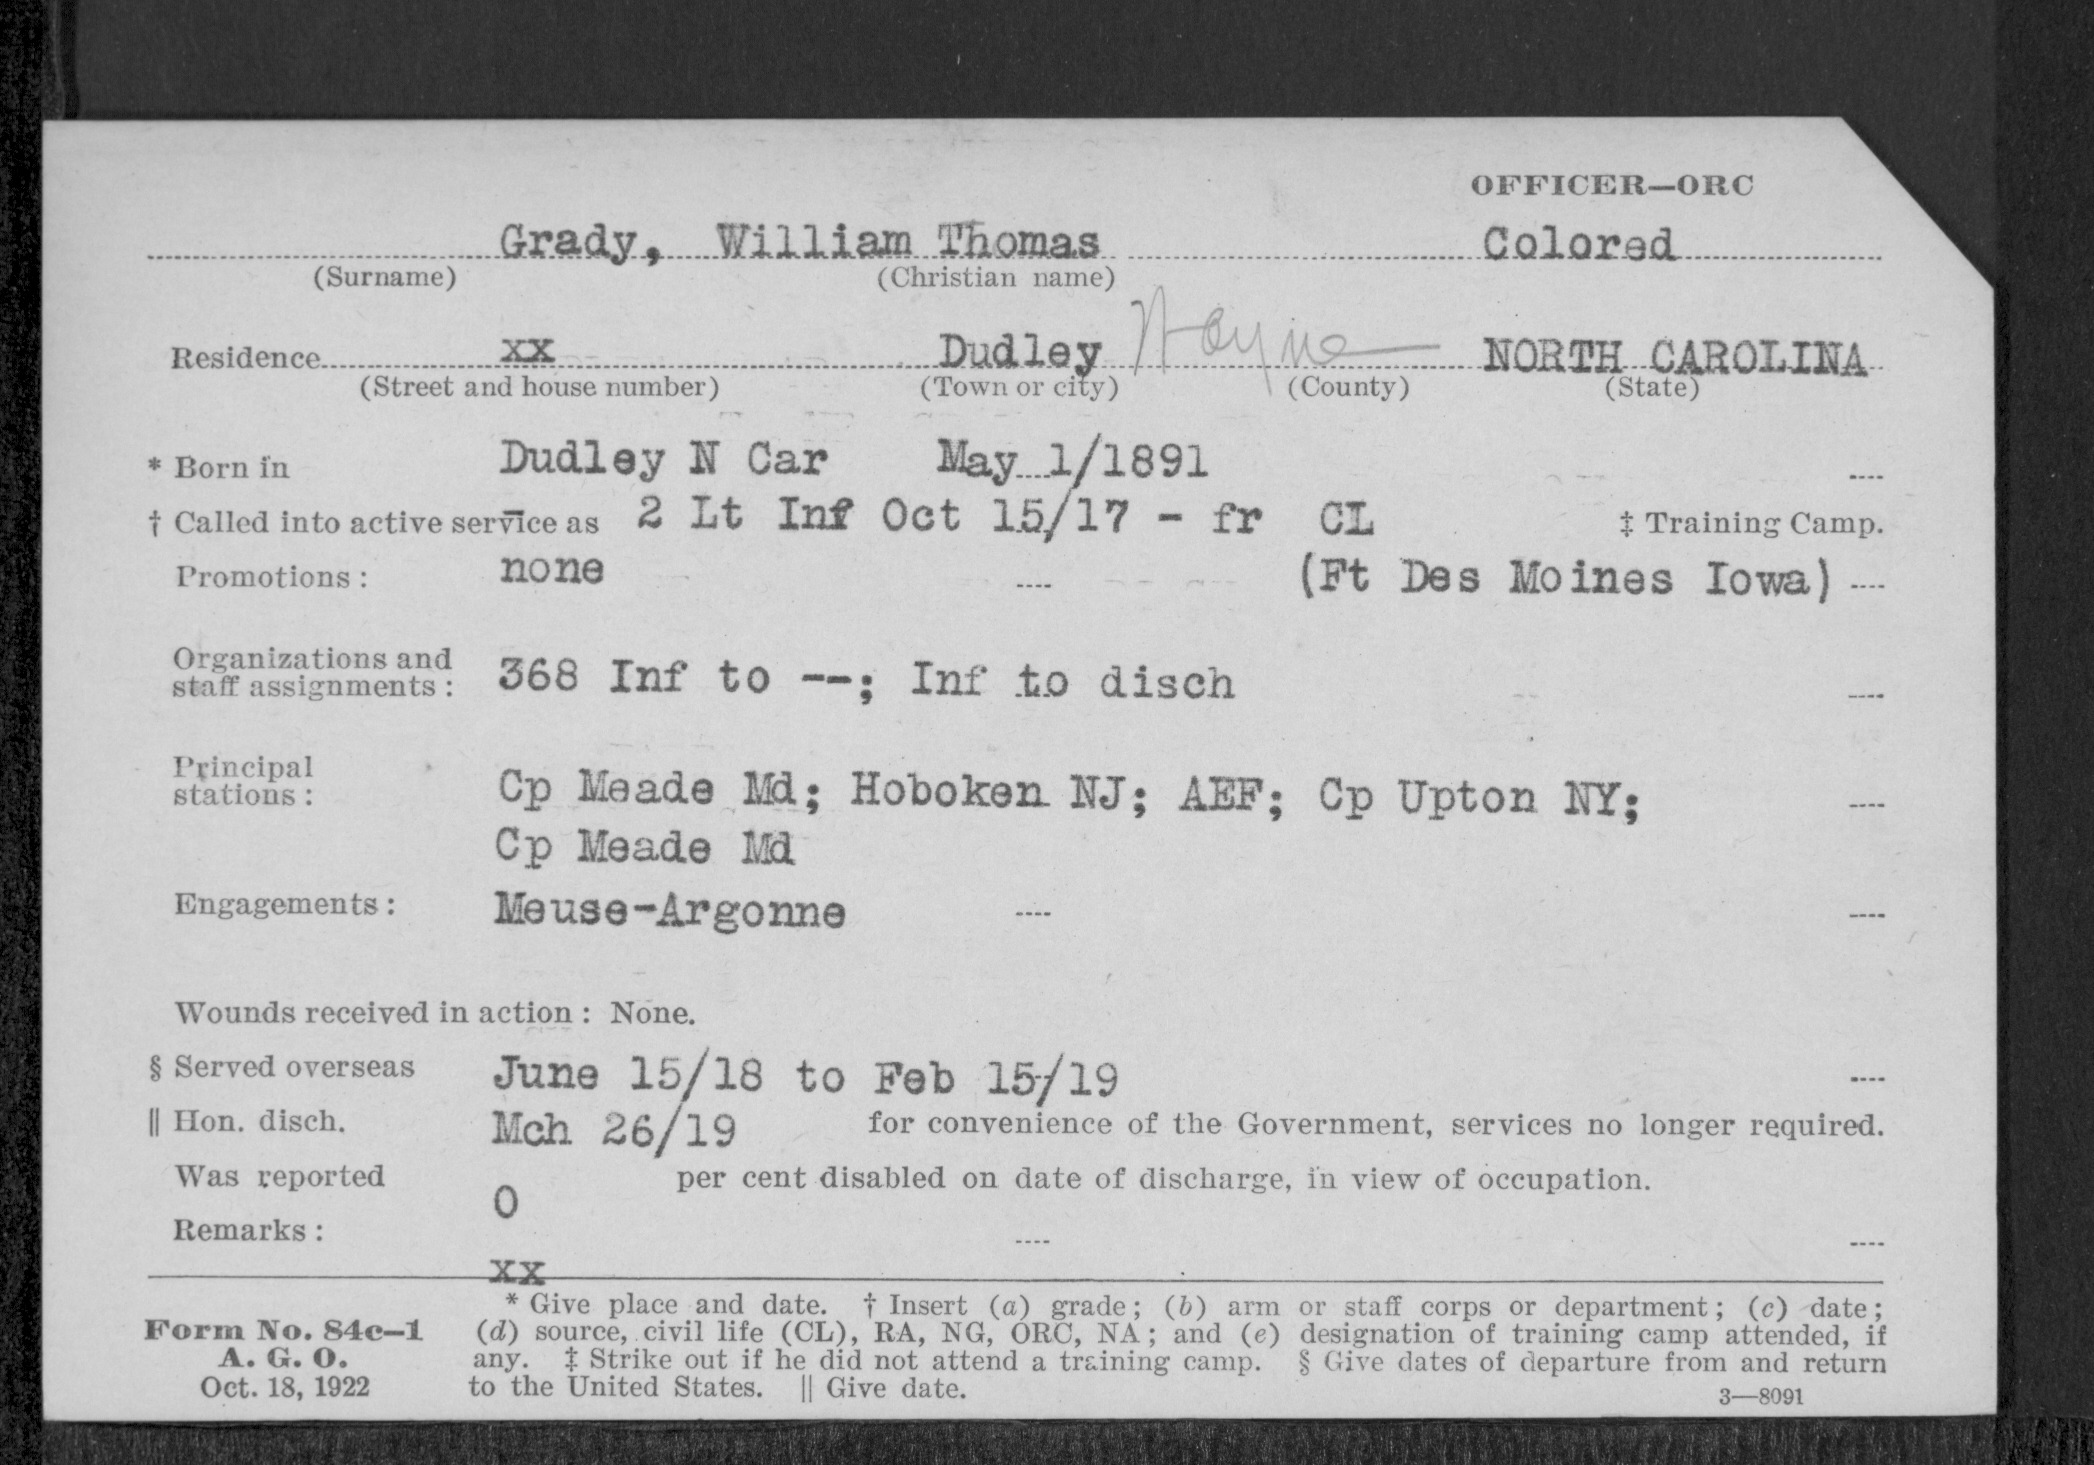 OFFICER—ORC
Grady, William Thomas Colored
(Surname) (Christian name)
Residence xx Dudley Wayne NORTH CAROLINA
(Street and house number) (Town or city) (County) (State)
* Born in Dudley N Car May 1/1891
† Called into active service as 2 Lt Inf Oct 15/17 - fr CL ‡ Training Camp.
Promotions: none (Ft Des Moines Iowa)
Organizations and
staff assignments: 368 Inf to --; Inf to disch
Principal
stations: Cp Meade Md; Hoboken NJ; AEF; Cp Upton NY;
Cp Meade Md
Engagements: Meuse-Argonne
Wounds received in action: None.
§ Served overseas June 15/18 to Feb 15/19
|| Hon. disch. Mch 26/19 for convenience of the Government, services no longer required.
Was reported 0 per cent disabled on date of discharge, in view of occupation.
Remarks:
xx
* Give place and date. † Insert (a) grade; (b) arm or staff corps or department; (c) date;
Form No. 84c–1 (d) source, civil life (CL), RA, NG, ORC, NA; and (e) designation of training camp attended, if
A. G. O. any. ‡ Strike out if he did not attend a training camp. § Give dates of departure from and return
Oct. 18, 1922 to the United States. || Give date.
3—8091